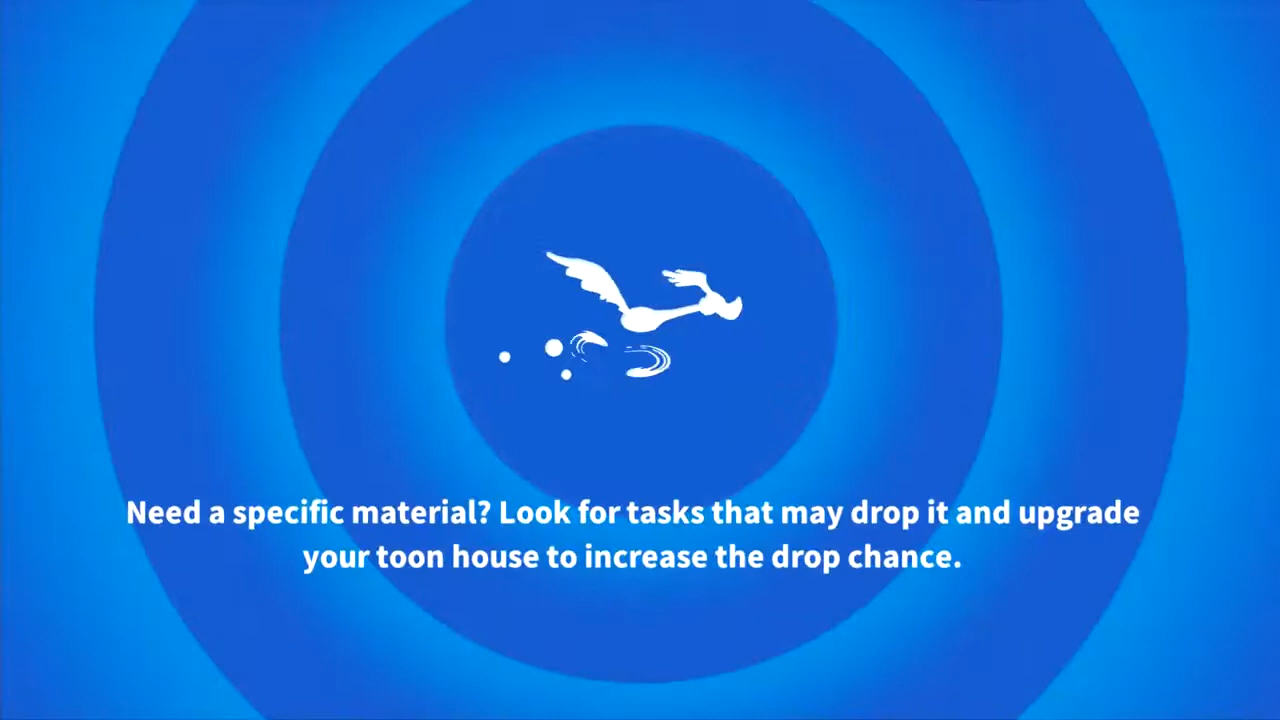 Need a specific material? Look for tasks that may drop it and upgrade
your toon house to increase the drop chance.